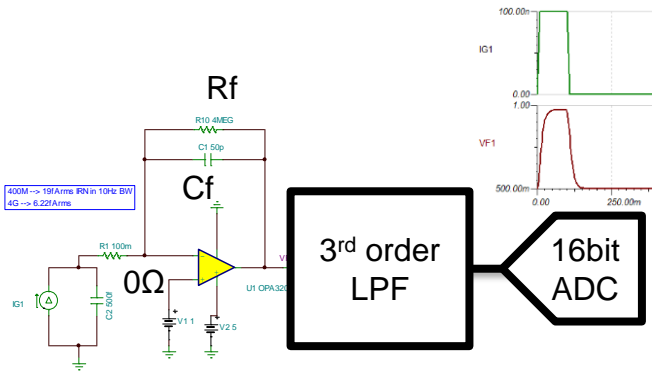 100.00m
IG1
0.00
1.00
VF1
500.00m
0.00
250.00m
Rf
R10 4MEG
C1 50p
Cf
400M --> 19fArms IRN in 10Hz BW
4G --> 6.22fArms
R1 100m
0Ω
IG1
C2 500f
U1 OPA320
V1 1
V2 5
3rd order
LPF
16bit
ADC